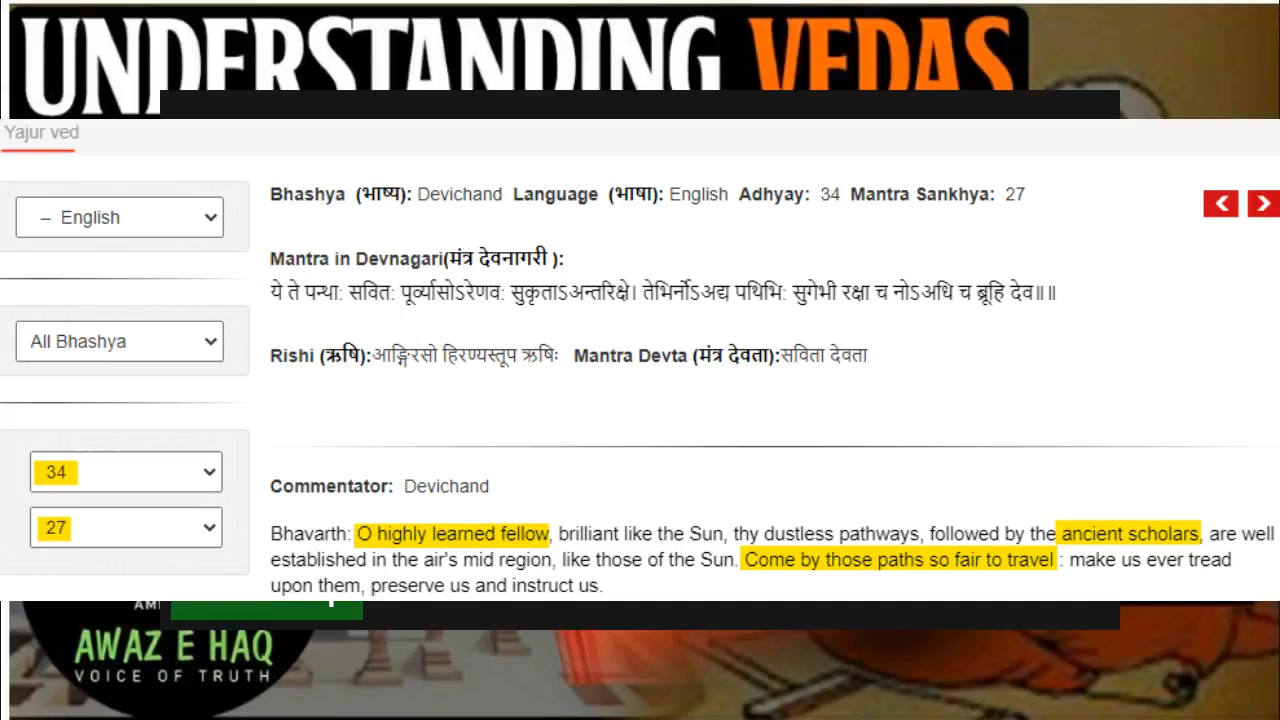 UNDERSTANDING VEDAS
Yajur ved
– English
Bhashya (भाष्य): Devichand Language (भाषा): English Adhyay: 34 Mantra Sankhya: 27
Mantra in Devnagari(मंत्र देवनागरी ):
ये ते पन्था: सवित: पूर्व्यासोऽरेणव: सुकृताऽअन्तरिक्षे। तेभिर्नोऽअद्य पथिभि: सुगेभी रक्षा च नोऽअधि च ब्रूहि देव॥॥
All Bhashya
Rishi (ऋषि):आङ्गिरसो हिरण्यस्तूप ऋषिः Mantra Devta (मंत्र देवता):सविता देवता
34
27
Commentator: Devichand
Bhavarth: O highly learned fellow, brilliant like the Sun, thy dustless pathways, followed by the ancient scholars, are well
established in the air's mid region, like those of the Sun. Come by those paths so fair to travel : make us ever tread
upon them, preserve us and instruct us.
AWAZ E HAQ
VOICE OF TRUTH